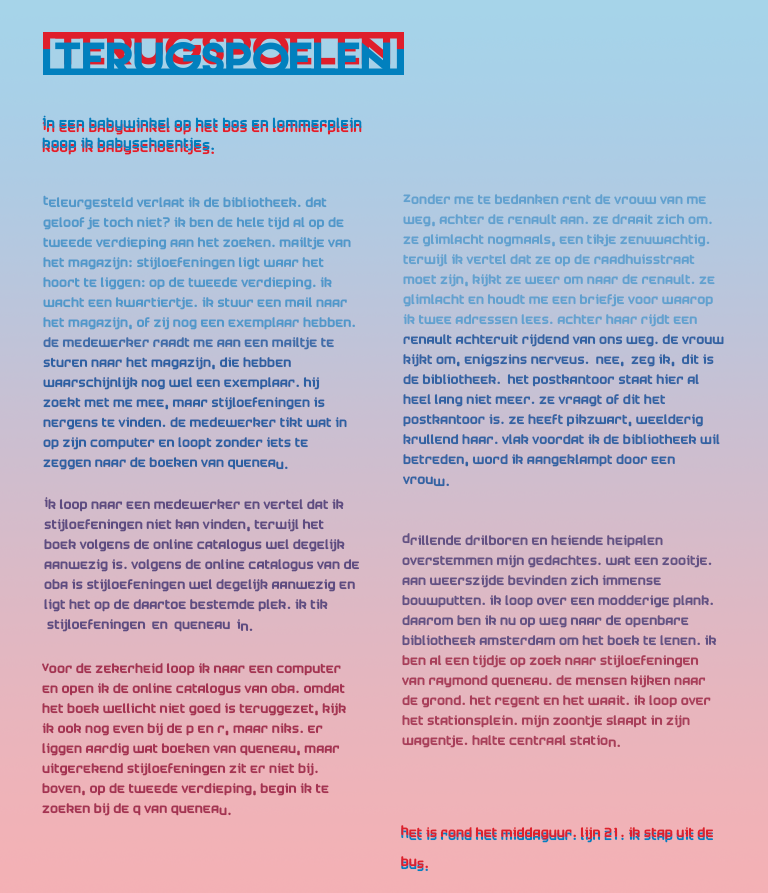 TERUGSPOELEN
in een babywinkel op het bos en lommerplein
koop ik babyschoentjes.
teleurgesteld verlaat ik de bibliotheek. dat
geloof je toch niet? ik ben de hele tijd al op de
tweede verdieping aan het zoeken. mailtje van
het magazijn: stijloefeningen ligt waar het
hoort te liggen: op de tweede verdieping. ik
wacht een kwartiertje. ik stuur een mail naar
het magazijn, of zij nog een exemplaar hebben.
de medewerker raadt me aan een mailtje te
sturen naar het magazijn, die hebben
waarschijnlijk nog wel een exemplaar. hij
zoekt met me mee, maar stijloefeningen is
nergens te vinden. de medewerker tikt wat in
op zijn computer en loopt zonder iets te
zeggen naar de boeken van queneau.
ik loop naar een medewerker en vertel dat ik
stijloefeningen niet kan vinden, terwijl het
boek volgens de online catalogus wel degelijk
aanwezig is. volgens de online catalogus van de
oba is stijloefeningen wel degelijk aanwezig en
ligt het op de daartoe bestemde plek. ik tik
stijloefeningen en queneau in.
voor de zekerheid loop ik naar een computer
en open ik de online catalogus van oba. omdat
het boek wellicht niet goed is teruggezet, kijk
ik ook nog even bij de p en r, maar niks. er
liggen aardig wat boeken van queneau, maar
uitgerekend stijloefeningen zit er niet bij.
boven, op de tweede verdieping, begin ik te
zoeken bij de q van queneau.
zonder me te bedanken rent de vrouw van me
weg, achter de renault aan. ze draait zich om.
ze glimlacht nogmaals, een tikje zenuwachtig.
terwijl ik vertel dat ze op de raadhuisstraat
moet zijn, kijkt ze weer om naar de renault. ze
glimlacht en houdt me een briefje voor waarop
ik twee adressen lees. achter haar rijdt een
renault achteruit rijdend van ons weg. de vrouw
kijkt om, enigszins nerveus. nee, zeg ik, dit is
de bibliotheek. het postkantoor staat hier al
heel lang niet meer. ze vraagt of dit het
postkantoor is. ze heeft pikzwart, weelderig
krullend haar. vlak voordat ik de bibliotheek wil
betreden, word ik aangeklampt door een
vrouw.
drillende drilboren en heiende heipalen
overstemmen mijn gedachtes. wat een zooitje.
aan weerszijde bevinden zich immense
bouwputten. ik loop over een modderige plank.
daarom ben ik nu op weg naar de openbare
bibliotheek amsterdam om het boek te lenen. ik
ben al een tijdje op zoek naar stijloefeningen
van raymond queneau. de mensen kijken naar
de grond. het regent en het waait. ik loop over
het stationsplein. mijn zoontje slaapt in zijn
wagentje. halte centraal station.
het is rond het middaguur. lijn 21. ik stap uit de
bus.